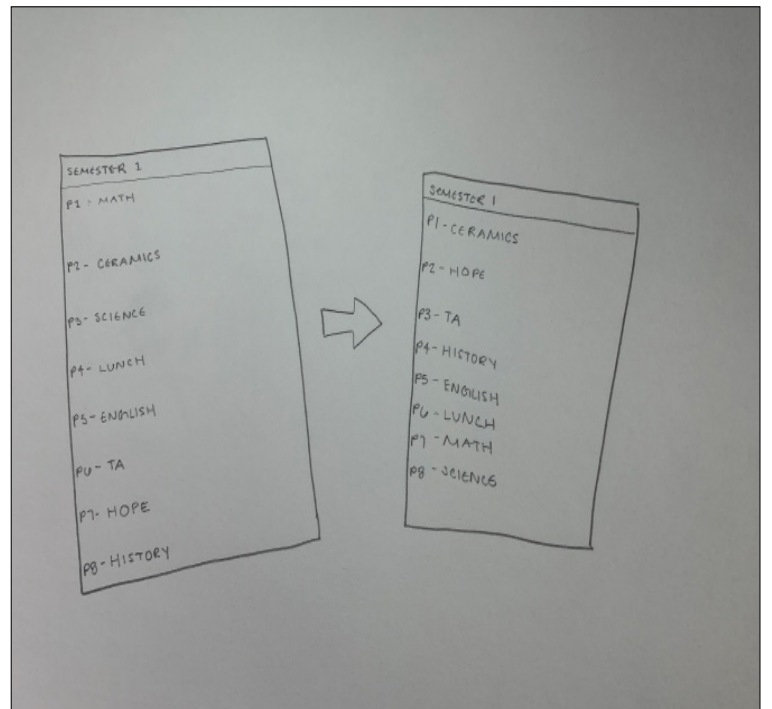 SEMESTER 1
P1 - MATH
P2 - CERAMICS
P3 - SCIENCE
P4 - LUNCH
P5 - ENGLISH
P6 - TA
P7 - HOPE
P8 - HISTORY
SEMESTER 1
P1 - CERAMICS
P2 - HOPE
P3 - TA
P4 - HISTORY
P5 - ENGLISH
P6 - LUNCH
P7 - MATH
P8 - SCIENCE